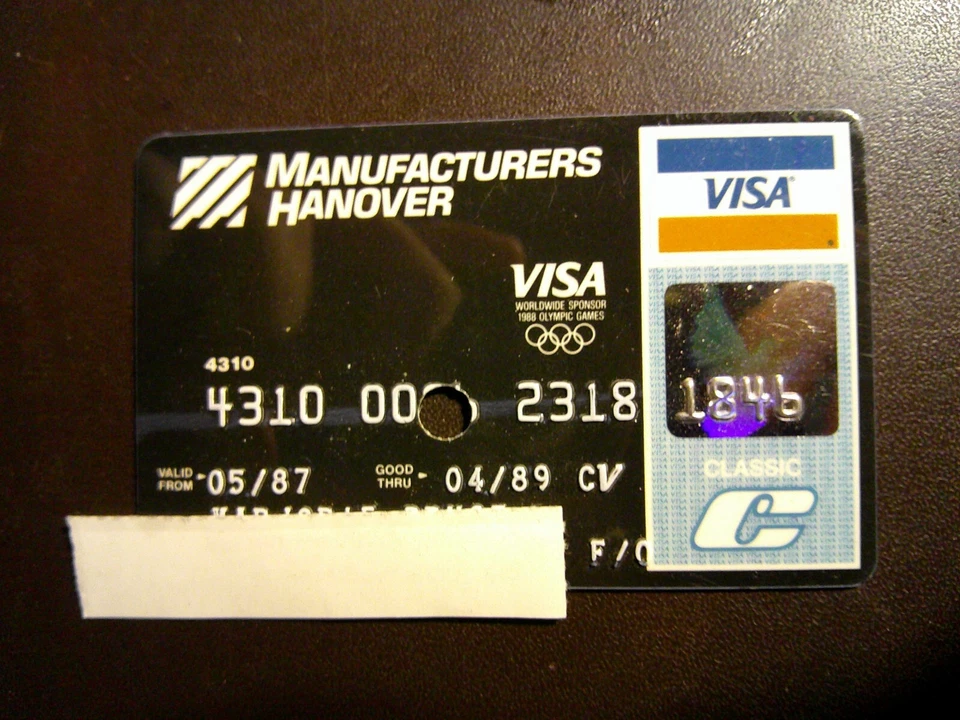 MANUFACTURERS
HANOVER
VISA
VISA
WORLDWIDE SPONSOR
1988 OLYMPIC GAMES
4310
4310 2318 1846
VALID FROM 05/87 GOOD THRU 04/89 CV
CLASSIC